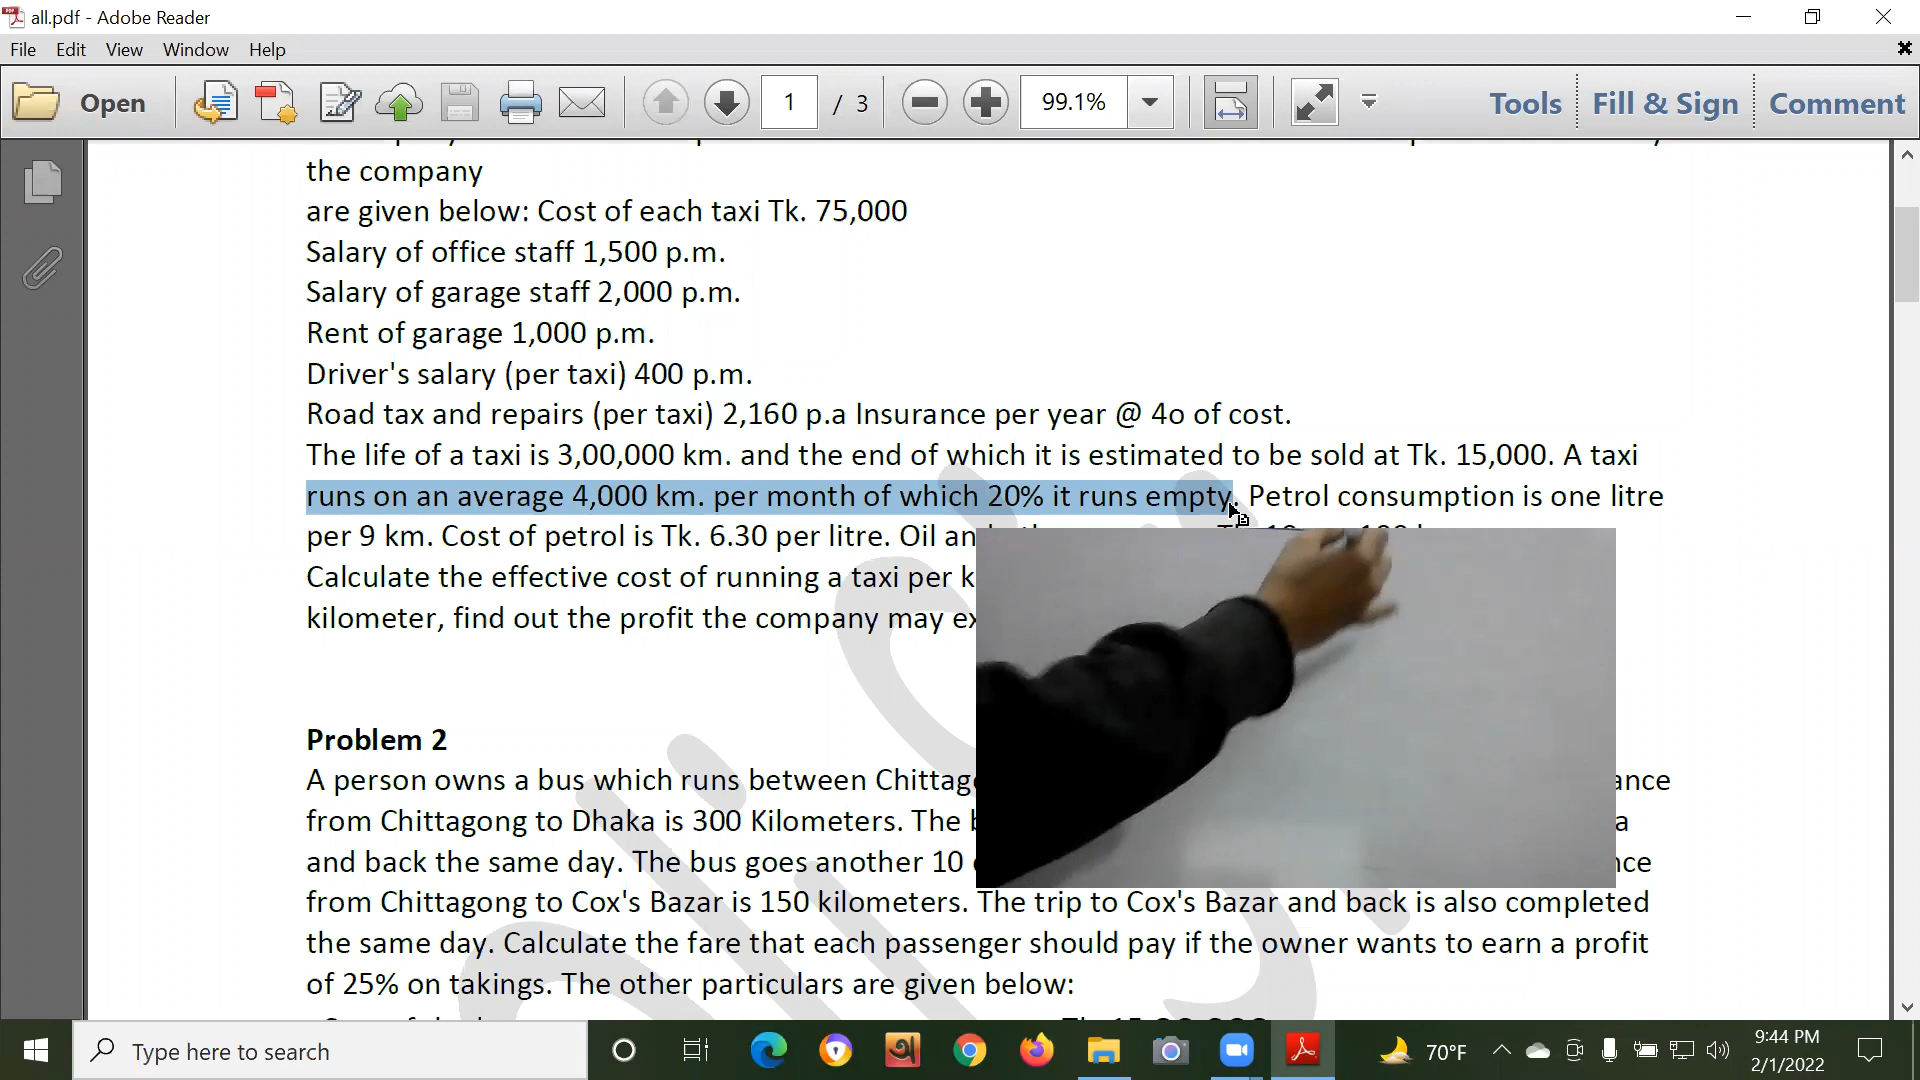 all.pdf - Adobe Reader
File Edit View Window Help
Open 1 / 3 99.1% Tools Fill & Sign Comment
the company
are given below: Cost of each taxi Tk. 75,000
Salary of office staff 1,500 p.m.
Salary of garage staff 2,000 p.m.
Rent of garage 1,000 p.m.
Driver's salary (per taxi) 400 p.m.
Road tax and repairs (per taxi) 2,160 p.a Insurance per year @ 4o of cost.
The life of a taxi is 3,00,000 km. and the end of which it is estimated to be sold at Tk. 15,000. A taxi
runs on an average 4,000 km. per month of which 20% it runs empty. Petrol consumption is one litre
per 9 km. Cost of petrol is Tk. 6.30 per litre. Oil
Calculate the effective cost of running a taxi per
kilometer, find out the profit the company may
Problem 2
A person owns a bus which runs between
from Chittagong to Dhaka is 300 Kilometers. The
and back the same day. The bus goes another 10
from Chittagong to Cox's Bazar is 150 kilometers. The trip to Cox's Bazar and back is also completed
the same day. Calculate the fare that each passenger should pay if the owner wants to earn a profit
of 25% on takings. The other particulars are given below:
Type here to search
70°F
9:44 PM
2/1/2022